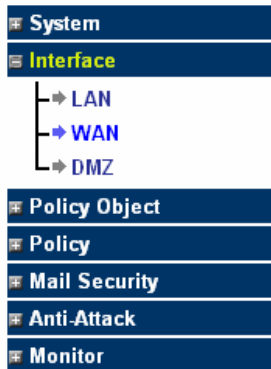 System
Interface
LAN
WAN
DMZ
Policy Object
Policy
Mail Security
Anti-Attack
Monitor